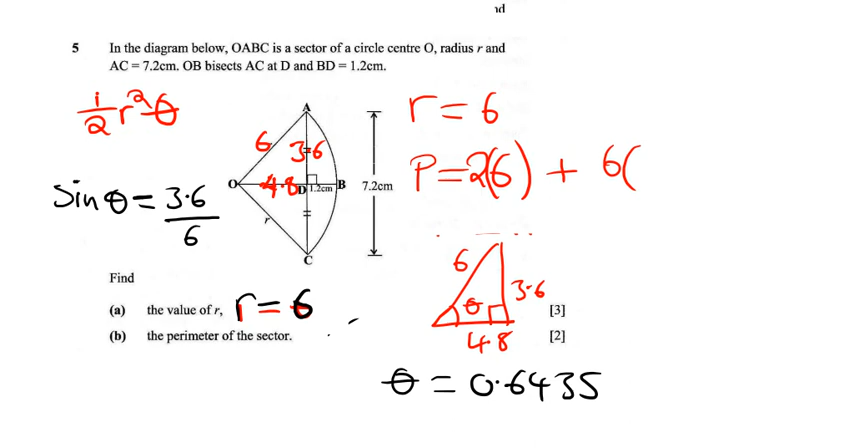 nd
5 In the diagram below, OABC is a sector of a circle centre O, radius r and
AC = 7.2cm. OB bisects AC at D and BD = 1.2cm.
1/2 r²θ
r = 6
A
6
3.6
P = 2(6) + 6(
O
4.8
D
1.2cm
B
7.2cm
sin θ = 3.6/6
r
C
6
3.6
θ
4.8
Find
(a) the value of r, r = 6 [3]
(b) the perimeter of the sector. [2]
θ = 0.6435